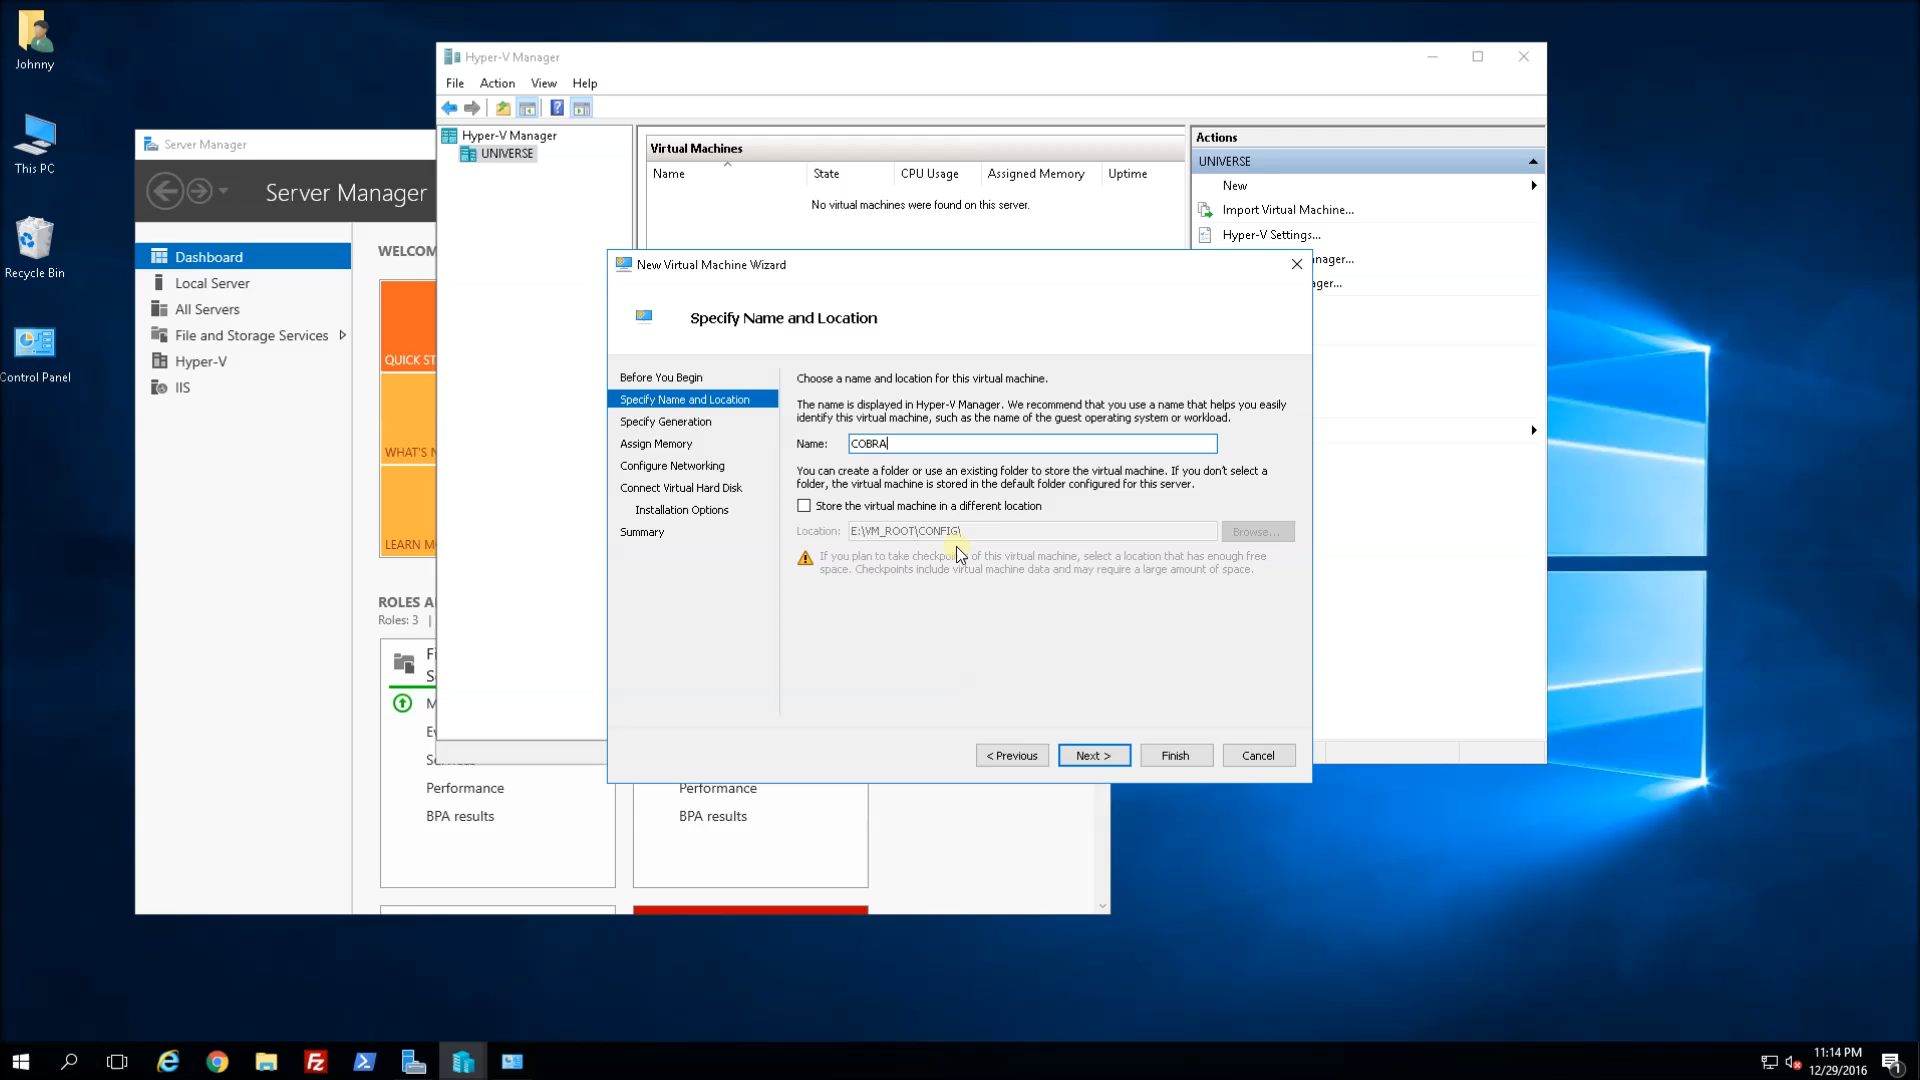 Johnny
This PC
Recycle Bin
Control Panel
Server Manager
Server Manager
Dashboard
Local Server
All Servers
File and Storage Services
Hyper-V
IIS
WELCOM
QUICK ST
WHAT'S N
LEARN M
ROLES A
Roles: 3 |
Fi
S
M
Ev
Se
Performance
BPA results
Performance
BPA results
Hyper-V Manager
File Action View Help
Hyper-V Manager
UNIVERSE
Virtual Machines
Name State CPU Usage Assigned Memory Uptime
No virtual machines were found on this server.
Actions
UNIVERSE
New
Import Virtual Machine...
Hyper-V Settings...
anager...
ager...
New Virtual Machine Wizard
Specify Name and Location
Before You Begin
Specify Name and Location
Specify Generation
Assign Memory
Configure Networking
Connect Virtual Hard Disk
Installation Options
Summary
Choose a name and location for this virtual machine.
The name is displayed in Hyper-V Manager. We recommend that you use a name that helps you easily
identify this virtual machine, such as the name of the guest operating system or workload.
Name: COBRA
You can create a folder or use an existing folder to store the virtual machine. If you don't select a
folder, the virtual machine is stored in the default folder configured for this server.
Store the virtual machine in a different location
Location: E:\VM_ROOT\CONFIG\ Browse...
If you plan to take checkpoints of this virtual machine, select a location that has enough free
space. Checkpoints include virtual machine data and may require a large amount of space.
< Previous Next > Finish Cancel
11:14 PM
12/29/2016
1